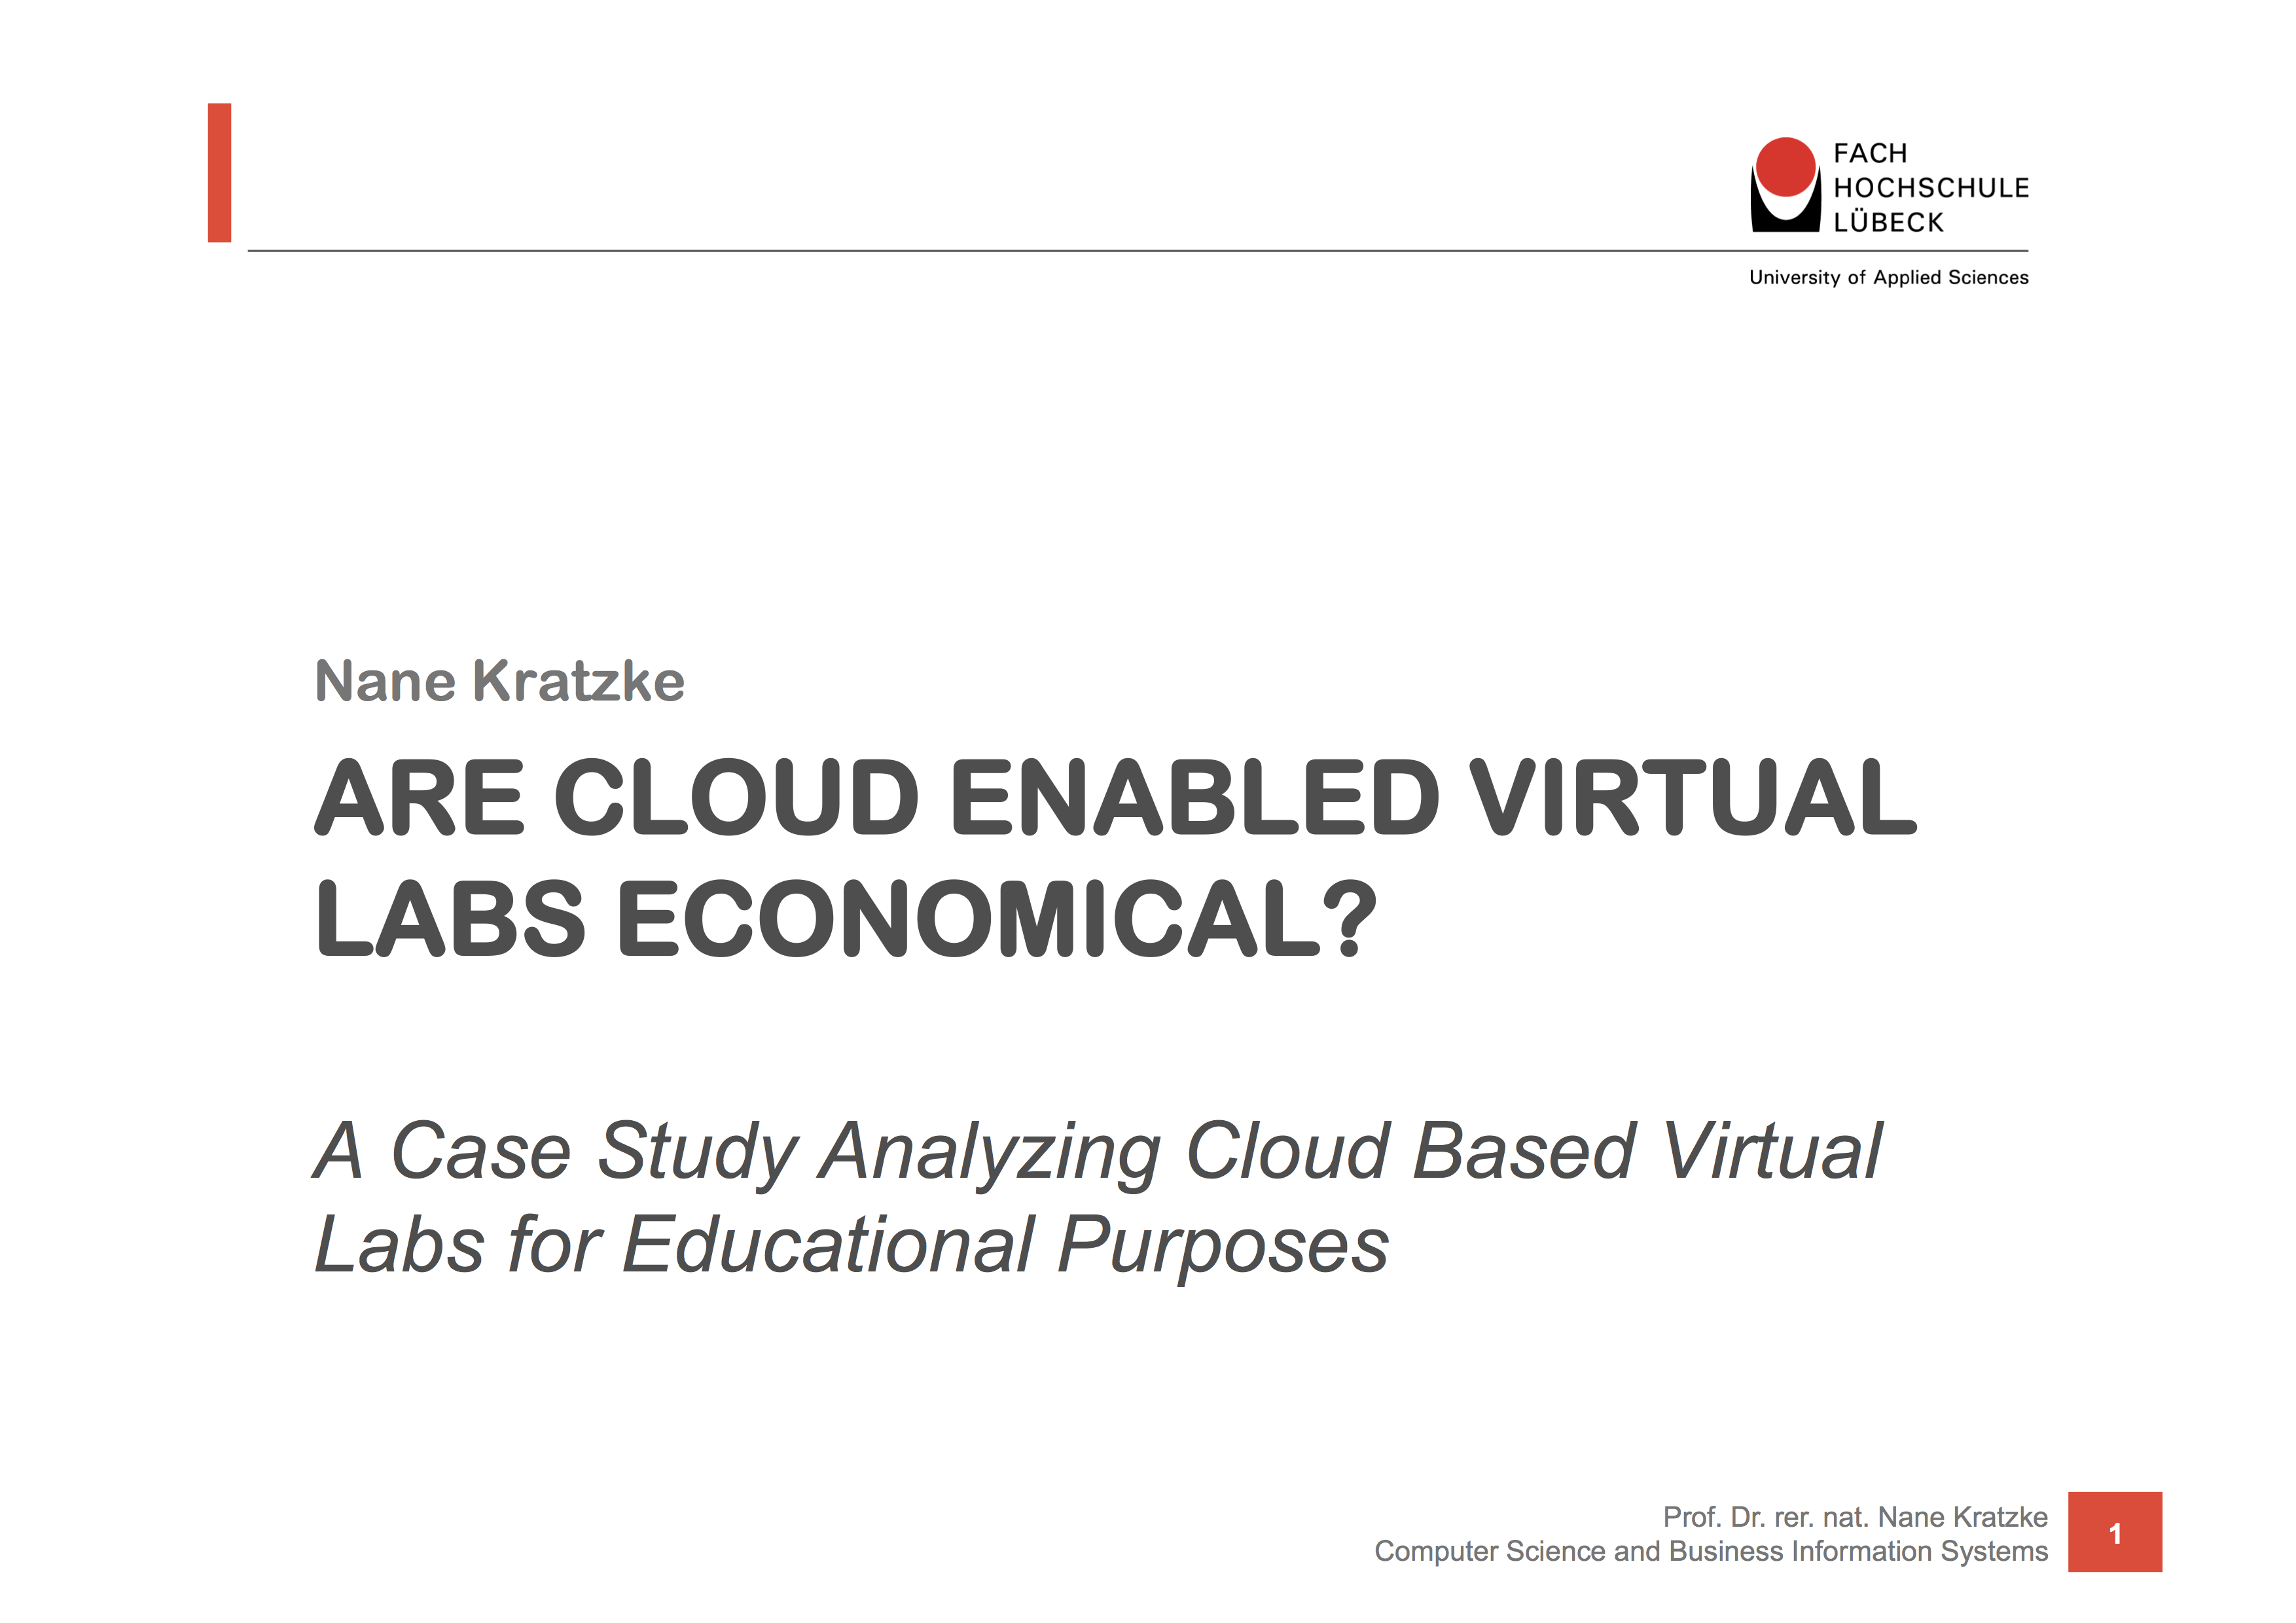 FACH
HOCHSCHULE
LÜBECK
University of Applied Sciences
Nane Kratzke
ARE CLOUD ENABLED VIRTUAL
LABS ECONOMICAL?
A Case Study Analyzing Cloud Based Virtual
Labs for Educational Purposes
Prof. Dr. rer. nat. Nane Kratzke
Computer Science and Business Information Systems
1